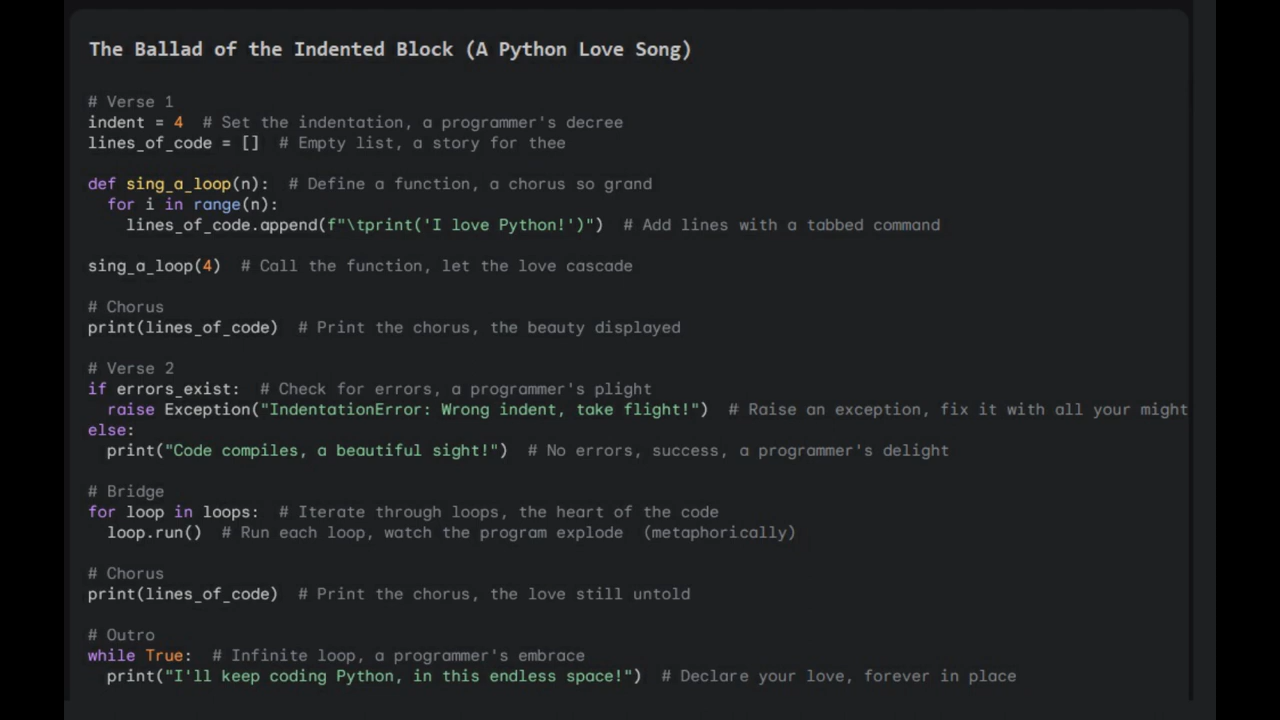 The Ballad of the Indented Block (A Python Love Song)
# Verse 1
indent = 4  # Set the indentation, a programmer's decree
lines_of_code = []  # Empty list, a story for thee
def sing_a_loop(n):  # Define a function, a chorus so grand
  for i in range(n):
    lines_of_code.append(f"\tprint('I love Python!')")  # Add lines with a tabbed command
sing_a_loop(4)  # Call the function, let the love cascade
# Chorus
print(lines_of_code)  # Print the chorus, the beauty displayed
# Verse 2
if errors_exist:  # Check for errors, a programmer's plight
  raise Exception("IndentationError: Wrong indent, take flight!")  # Raise an exception, fix it with all your might
else:
  print("Code compiles, a beautiful sight!")  # No errors, success, a programmer's delight
# Bridge
for loop in loops:  # Iterate through loops, the heart of the code
  loop.run()  # Run each loop, watch the program explode  (metaphorically)
# Chorus
print(lines_of_code)  # Print the chorus, the love still untold
# Outro
while True:  # Infinite loop, a programmer's embrace
  print("I'll keep coding Python, in this endless space!")  # Declare your love, forever in place